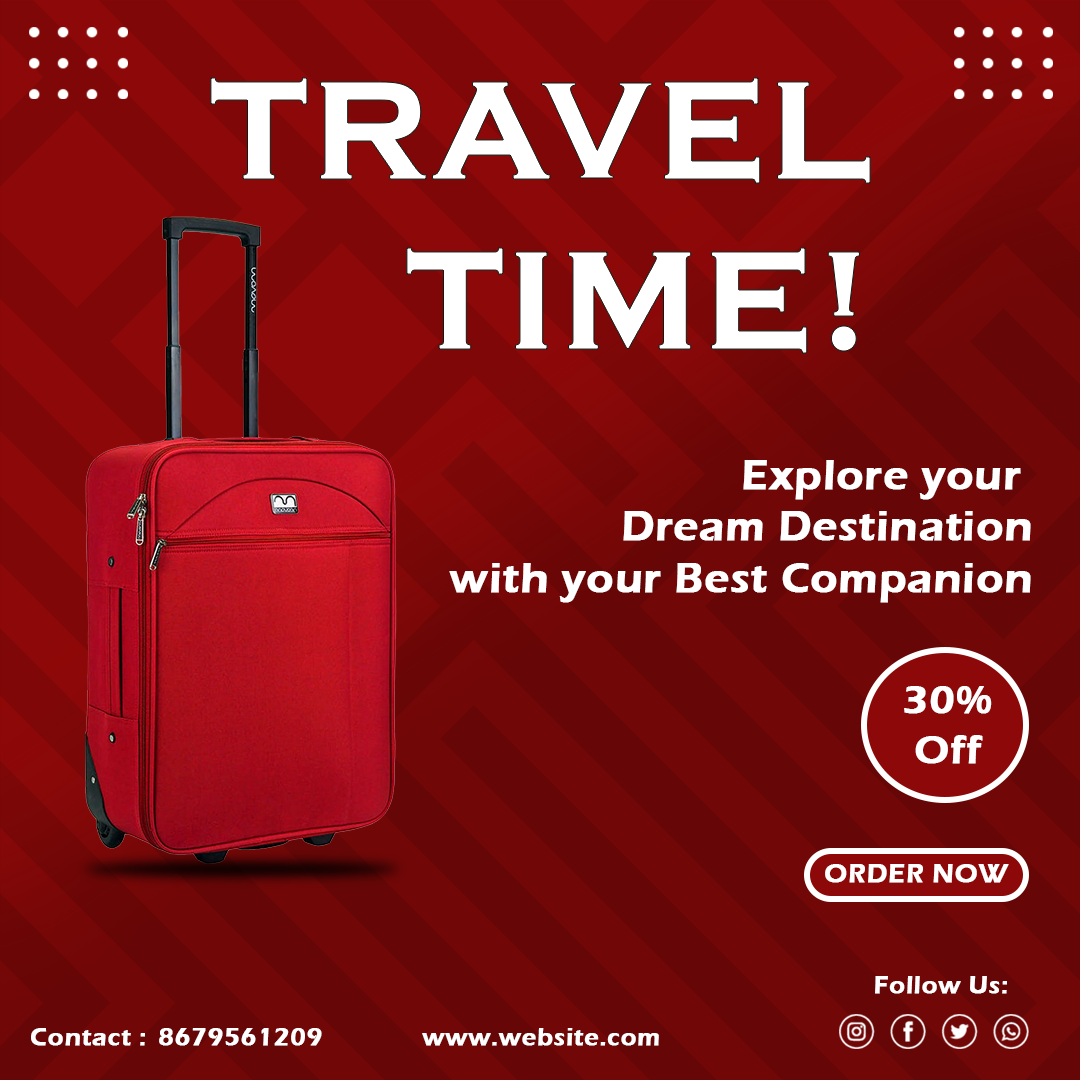 TRAVEL
TIME!
Explore your
Dream Destination
with your Best Companion
30%
Off
ORDER NOW
Follow Us:
Contact : 8679561209
www.website.com